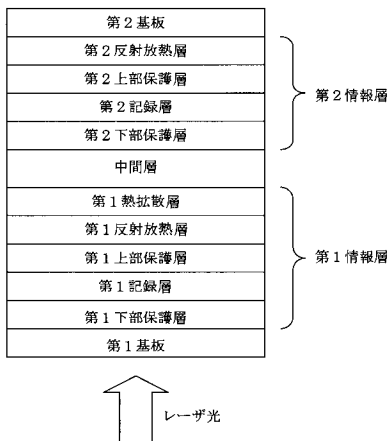 第2基板
第2反射放熱層
第2上部保護層
第2記録層
第2下部保護層
第2情報層
中間層
第1熱拡散層
第1反射放熱層
第1上部保護層
第1記録層
第1下部保護層
第1情報層
第1基板
レーザ光